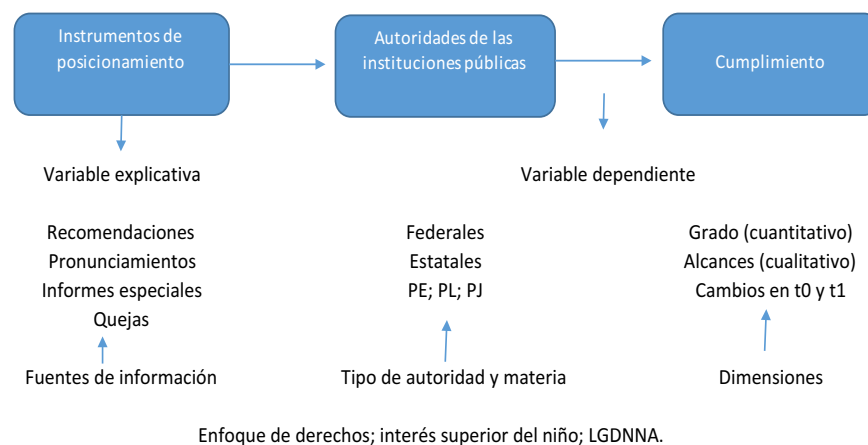 Instrumentos de
posicionamiento
Autoridades de las
instituciones públicas
Cumplimiento
Variable explicativa
Variable dependiente
Recomendaciones
Pronunciamientos
Informes especiales
Quejas
Federales
Estatales
PE; PL; PJ
Grado (cuantitativo)
Alcances (cualitativo)
Cambios en t0 y t1
Fuentes de información
Tipo de autoridad y materia
Dimensiones
Enfoque de derechos; interés superior del niño; LGDNNA.